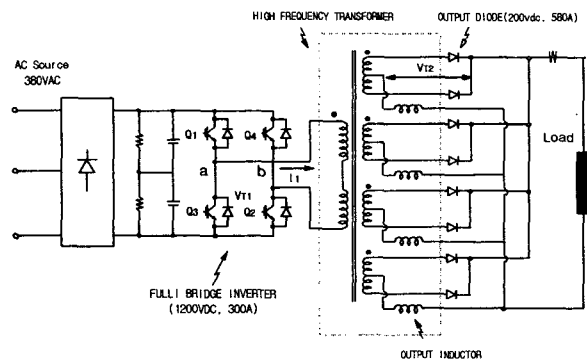 HIGH FREQUENCY TRANSFORMER
OUTPUT DIODE(200vdc, 580A)
AC Source
380VAC
VT2
Q1
Q4
a
b
I1
Load
VT1
Q3
Q2
FULLI BRIDGE INVERTER
(1200VDC, 300A)
OUTPUT INDUCTOR